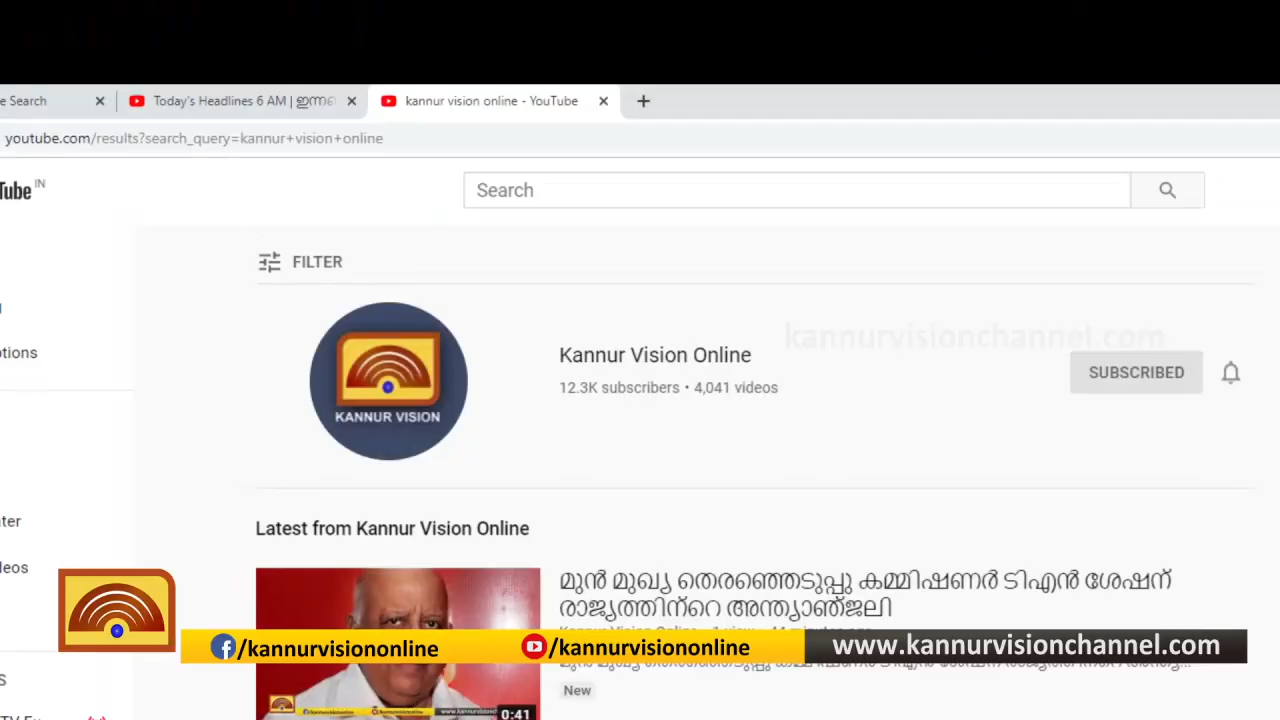 e Search
Today's Headlines 6 AM | ഇന്നം
kannur vision online - YouTube
youtube.com/results?search_query=kannur+vision+online
Tube IN
Search
FILTER
kannurvisionchannel.com
Kannur Vision Online
12.3K subscribers • 4,041 videos
SUBSCRIBED
KANNUR VISION
ptions
Latest from Kannur Vision Online
ter
eos
മുൻ മുഖ്യ തെരഞ്ഞെടുപ്പു കമ്മിഷണർ ടിഎൻ ശേഷന്
രാജ്യത്തിന്റെ അന്ത്യാഞ്ജലി
/kannurvisiononline
/kannurvisiononline
www.kannurvisionchannel.com
S
New
0:41